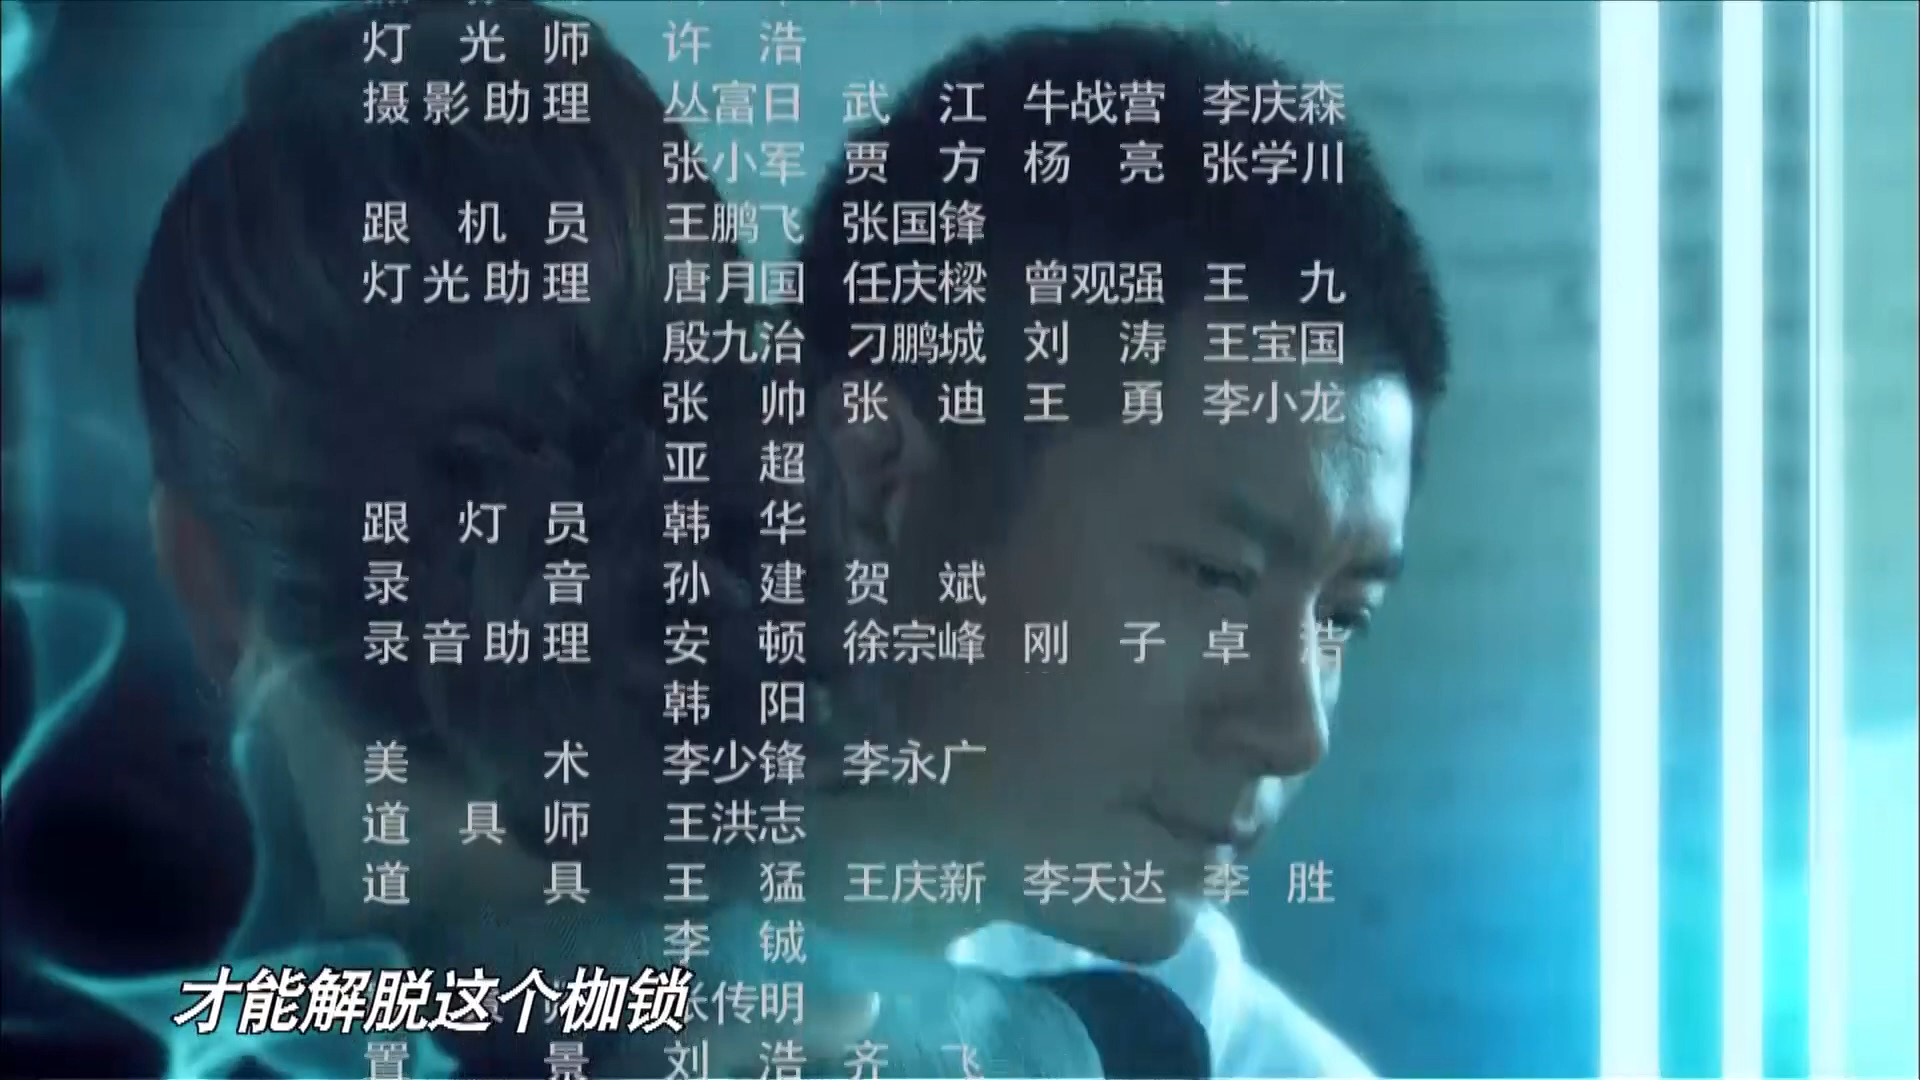 灯光师 许浩
摄影助理 丛富日 武江 牛战营 李庆森
张小军 贾方 杨亮 张学川
跟机员 王鹏飞 张国锋
灯光助理 唐月国 任庆樑 曾观强 王九
殷九治 刁鹏城 刘涛 王宝国
张帅 张迪 王勇 李小龙
亚超
跟灯员 韩华
录音 孙建 贺斌
录音助理 安顿 徐宗峰 刚子 卓浩
韩阳
美术 李少锋 李永广
道具师 王洪志
道具 王猛 王庆新 李天达 李胜
李铖
张传明
才能解脱这个枷锁
置景 刘浩 齐飞